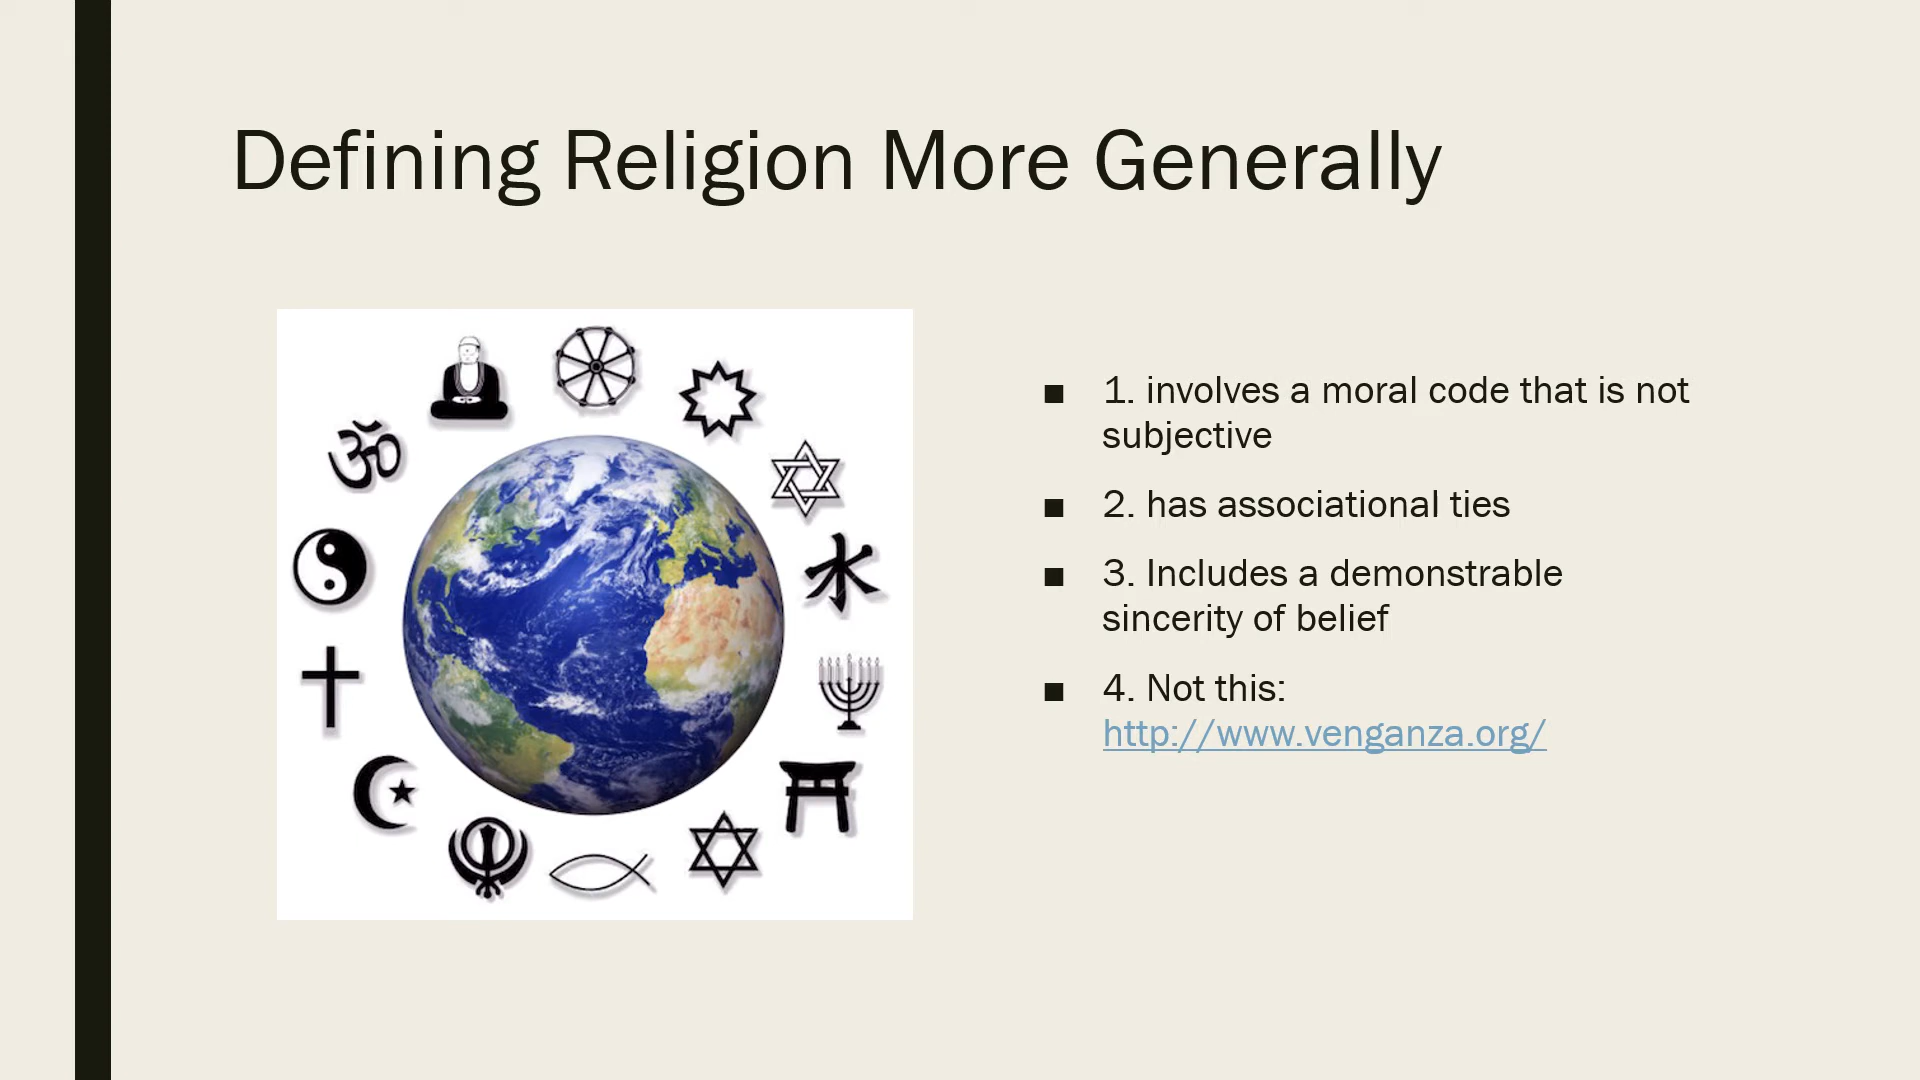 Defining Religion More Generally
■ 1. involves a moral code that is not
subjective
■ 2. has associational ties
■ 3. Includes a demonstrable
sincerity of belief
■ 4. Not this:
http://www.venganza.org/
ॐ
水